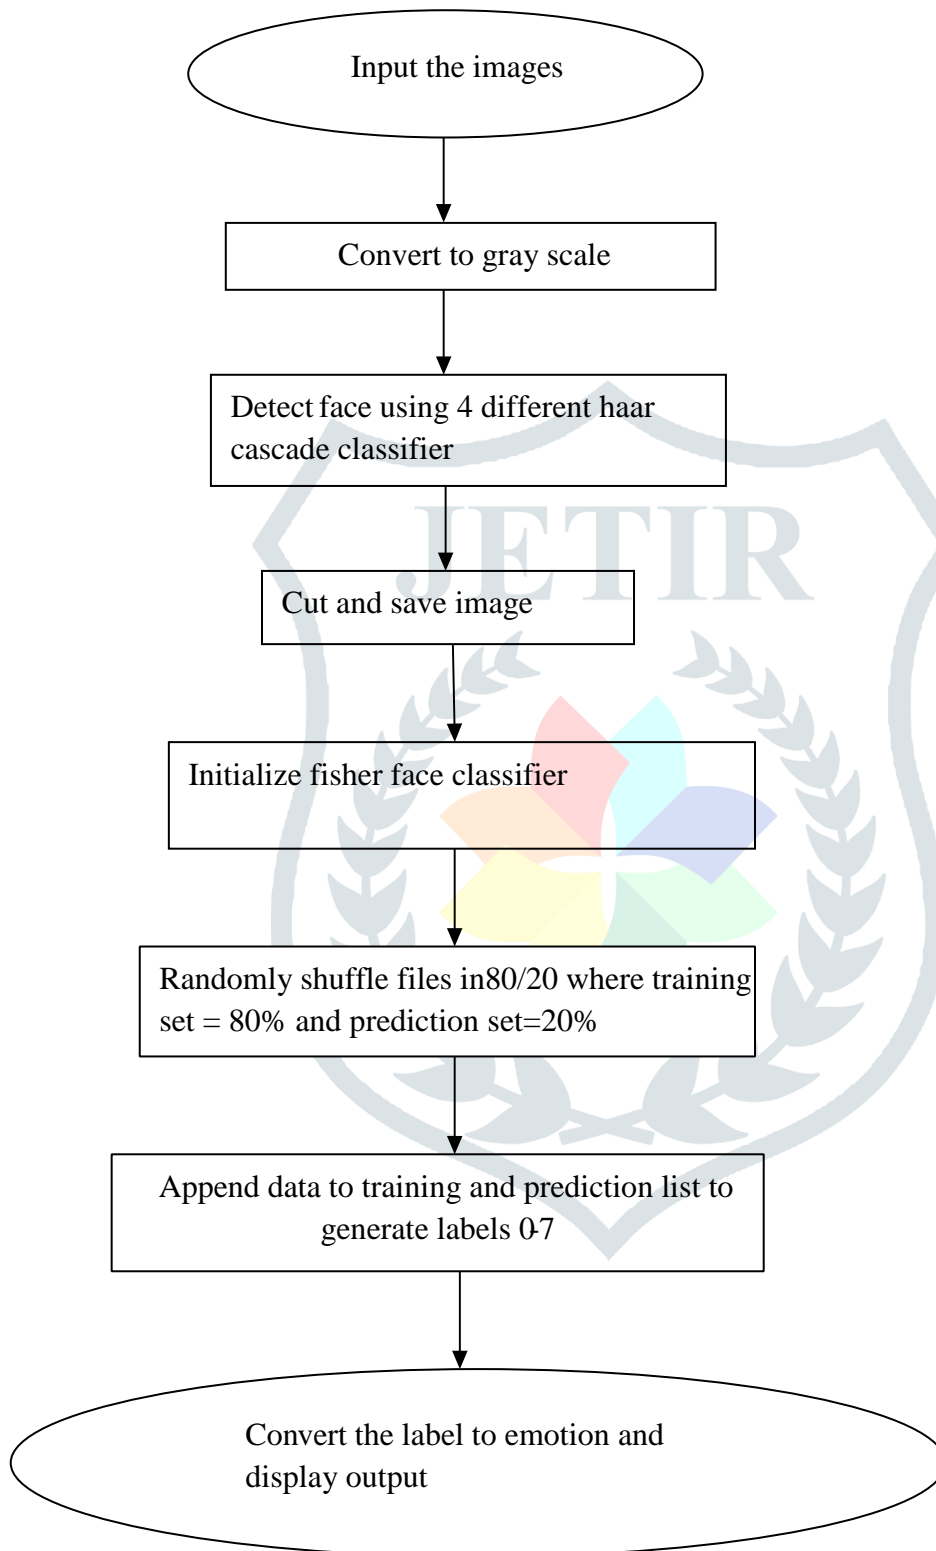 Input the images
Convert to gray scale
Detect face using 4 different haar
cascade classifier
JETIR
Cut and save image
Initialize fisher face classifier
Randomly shuffle files in80/20 where training
set = 80% and prediction set=20%
Append data to training and prediction list to
generate labels 0-7
Convert the label to emotion and
display output